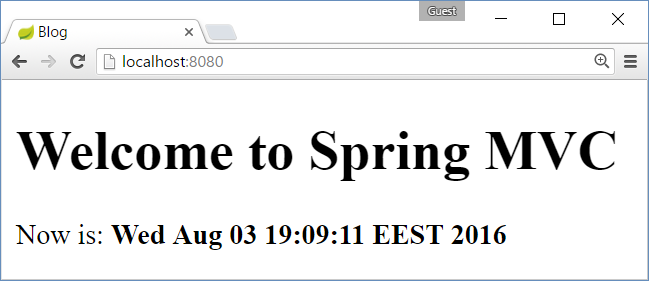 Guest
Blog
localhost:8080
Welcome to Spring MVC
Now is: Wed Aug 03 19:09:11 EEST 2016